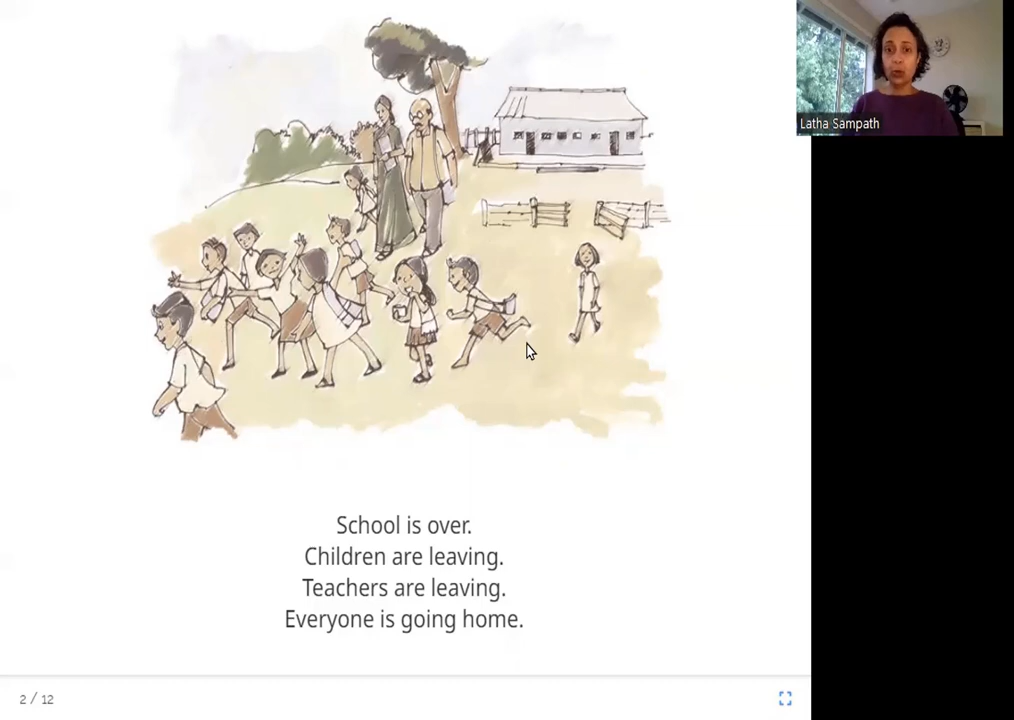 Latha Sampath
School is over.
Children are leaving.
Teachers are leaving.
Everyone is going home.
2 / 12